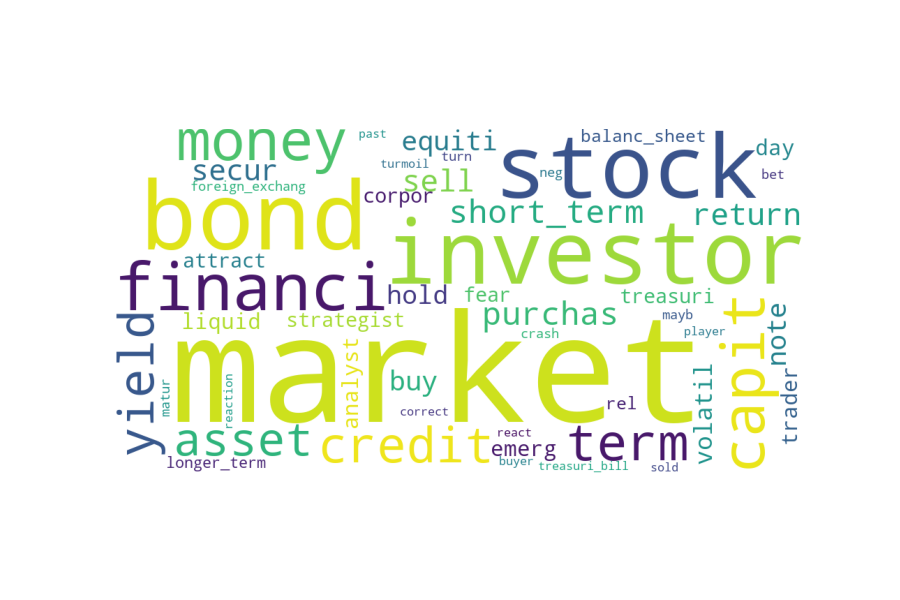 past
money
equiti
balanc_sheet
stock
day
turn
turmoil
secur
neg
bet
foreign_exchang
sell
corpor
bond
short_term
return
investor
attract
financi
hold
fear
treasuri
liquid
strategist
purchas
mayb
note
capit
player
crash
yield
market
analyst
matur
reaction
buy
volatil
trader
rel
correct
asset
credit
react
term
emerg
longer_term
buyer
treasuri_bill
sold